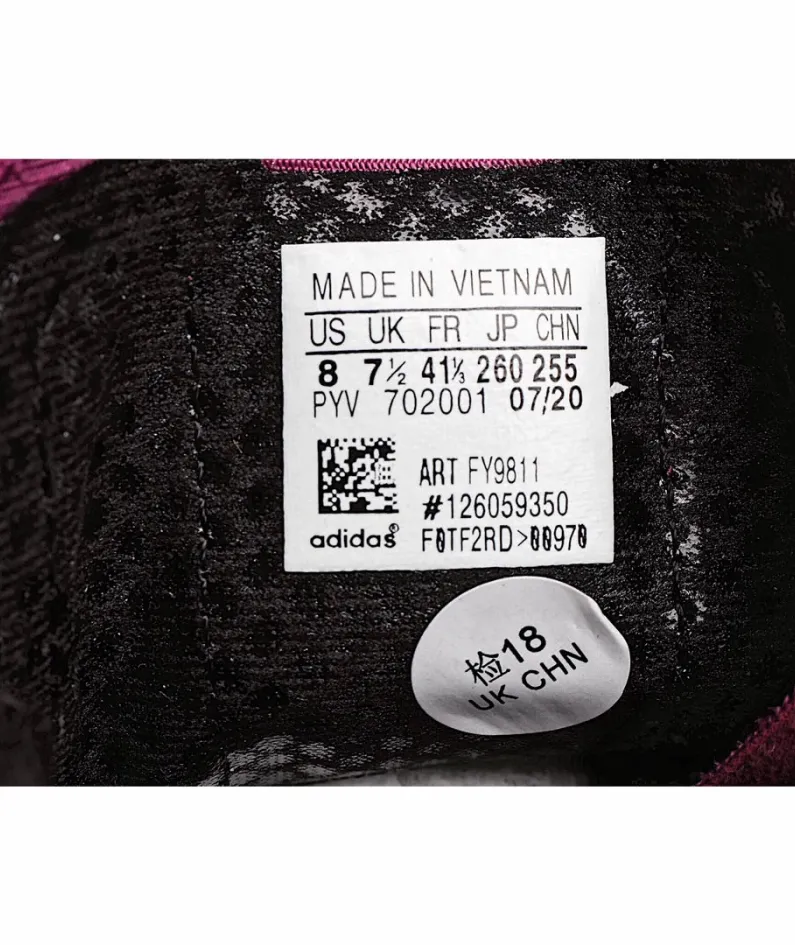 MADE IN VIETNAM
US UK FR JP CHN
8 7½ 41⅓ 260 255
PYV 702001 07/20
ART FY9811
#126059350
adidas® F0TF2RD>00970
检18
UK CHN